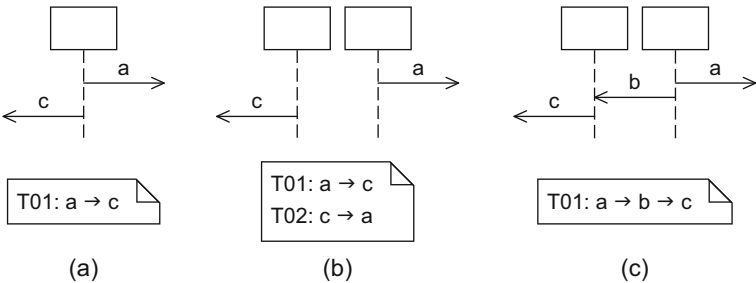 a
c
T01: a → c
(a)
a
c
T01: a → c
T02: c → a
(b)
a
b
c
T01: a → b → c
(c)